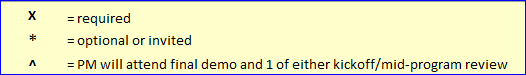 X = required
* = optional or invited
^ = PM will attend final demo and 1 of either kickoff/mid-program review